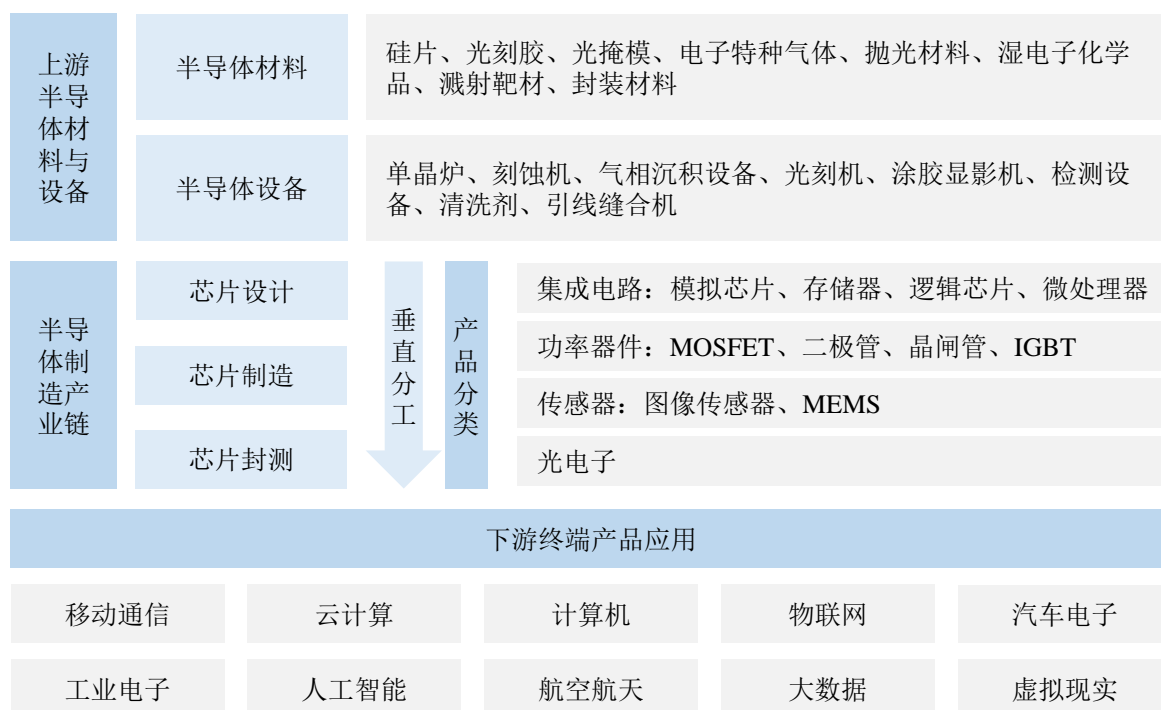 上游
半导
体材
料与
设备
半导体材料
硅片、光刻胶、光掩模、电子特种气体、抛光材料、湿电子化学
品、溅射靶材、封装材料
半导体设备
单晶炉、刻蚀机、气相沉积设备、光刻机、涂胶显影机、检测设
备、清洗剂、引线缝合机
半导
体制
造产
业链
芯片设计
芯片制造
芯片封测
垂直分工
产品分类
集成电路：模拟芯片、存储器、逻辑芯片、微处理器
功率器件：MOSFET、二极管、晶闸管、IGBT
传感器：图像传感器、MEMS
光电子
下游终端产品应用
移动通信
云计算
计算机
物联网
汽车电子
工业电子
人工智能
航空航天
大数据
虚拟现实